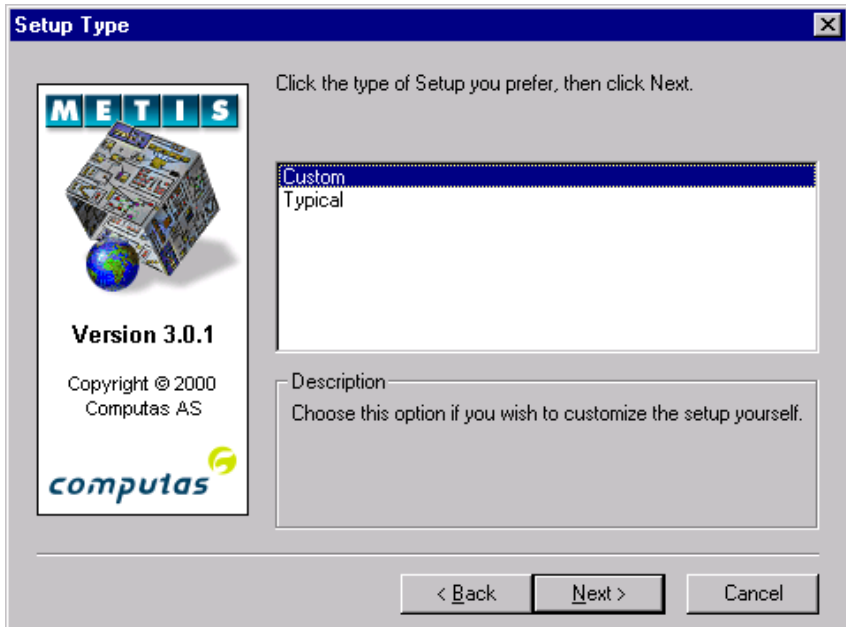 Setup Type
Click the type of Setup you prefer, then click Next.
METIS
Version 3.0.1
Copyright © 2000
Computas AS
computas
Custom
Typical
Description
Choose this option if you wish to customize the setup yourself.
< Back
Next >
Cancel